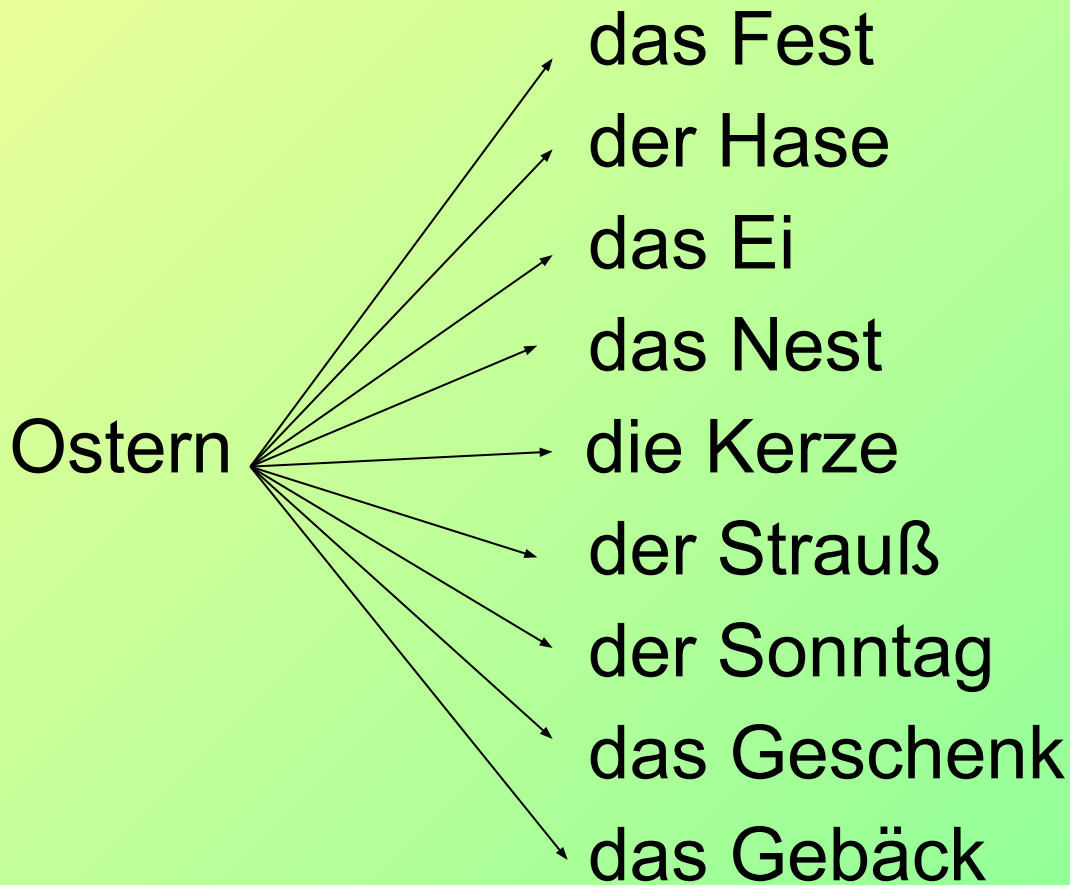 das Fest
der Hase
das Ei
das Nest
Ostern
die Kerze
der Strauß
der Sonntag
das Geschenk
das Gebäck